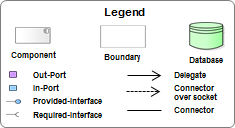 Legend
Component
Boundary
Database
Out-Port
Delegate
In-Port
Connector
over socket
Provided-Interface
Required-Interface
Connector